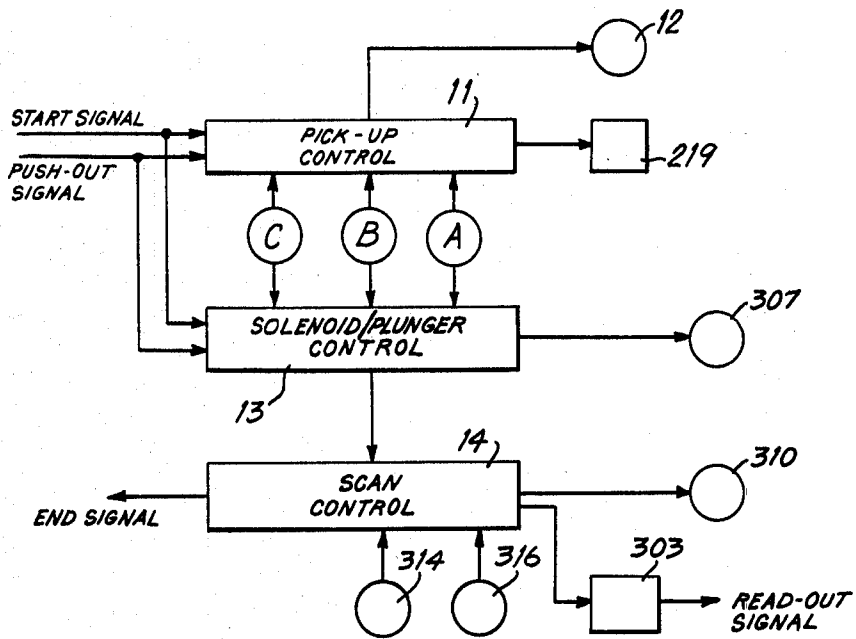 12
11
START SIGNAL
PICK-UP
CONTROL
PUSH-OUT
SIGNAL
219
C B A
307
SOLENOID/PLUNGER
CONTROL
13
14
310
SCAN
CONTROL
END SIGNAL
314
316
303
READ-OUT
SIGNAL